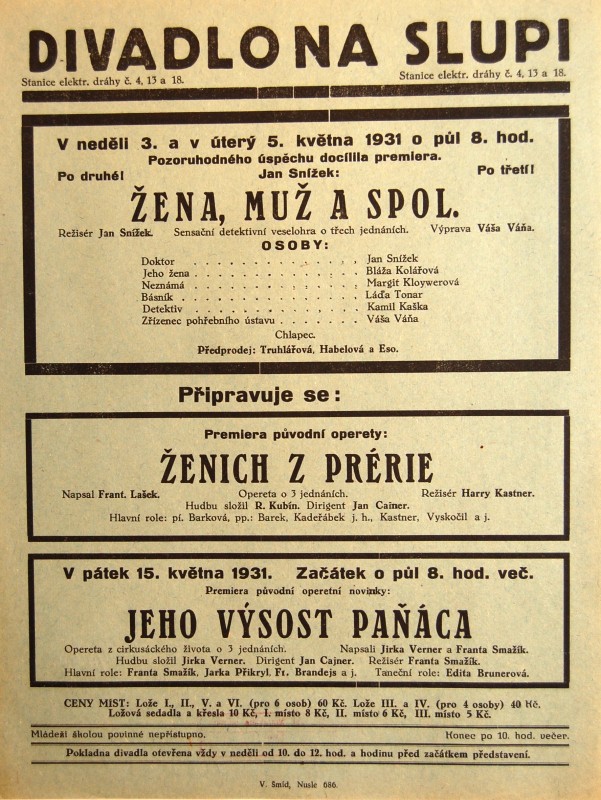 DIVADLO NA SLUPI
Stanice elektr. dráhy č. 4, 13 a 18. Stanice elektr. dráhy č. 4, 13 a 18.
V neděli 3. a v úterý 5. května 1931 o půl 8. hod.
Pozoruhodného úspěchu docílila premiera.
Po druhé! Jan Snížek: Po třetí!
ŽENA, MUŽ A SPOL.
Režisér Jan Snížek. Sensační detektivní veselohra o třech jednáních. Výprava Váša Váňa.
OSOBY:
Doktor . . . . . . . . . . . . . Jan Snížek
Jeho žena . . . . . . . . . . . . Bláža Kolářová
Neznámá . . . . . . . . . . . . Margit Kloywerová
Básník . . . . . . . . . . . . . Láďa Tonar
Detektiv . . . . . . . . . . . . Kamil Kaška
Zřízenec pohřebního ústavu . . . . . . . Váša Váňa
Chlapec.
Předprodej: Truhlářová, Habelová a Eso.
Připravuje se:
Premiera původní operety:
ŽENICH Z PRÉRIE
Napsal Frant. Lašek. Opereta o 3 jednáních. Režisér Harry Kastner.
Hudbu složil R. Kubín. Dirigent Jan Cajner.
Hlavní role: pí. Barková, pp.: Barek, Kadeřábek j. h., Kastner, Vyskočil a j.
V pátek 15. května 1931. Začátek o půl 8. hod. več.
Premiera původní operetní novinky:
JEHO VÝSOST PAŇÁCA
Opereta z cirkusáckého života o 3 jednáních. Napsali Jirka Verner a Franta Smažík.
Hudbu složil Jirka Verner. Dirigent Jan Cajner. Režisér Franta Smažík.
Hlavní role: Franta Smažík, Jarka Přikryl, Ft. Brandejs a j. Taneční role: Edita Brunerová.
CENY MÍST: Lože I., II., V. a VI. (pro 6 osob) 60 Kč. Lože III. a IV. (pro 4 osoby) 40 Kč.
Ložová sedadla a křesla 10 Kč, I. místo 8 Kč, II. místo 6 Kč, III. místo 5 Kč.
Mládeži školou povinné nepřístupno. Konec po 10. hod. večer.
Pokladna divadla otevřena vždy v neděli od 10. do 12. hod. a hodinu před začátkem představení.
V. Šmíd, Nusle 686.